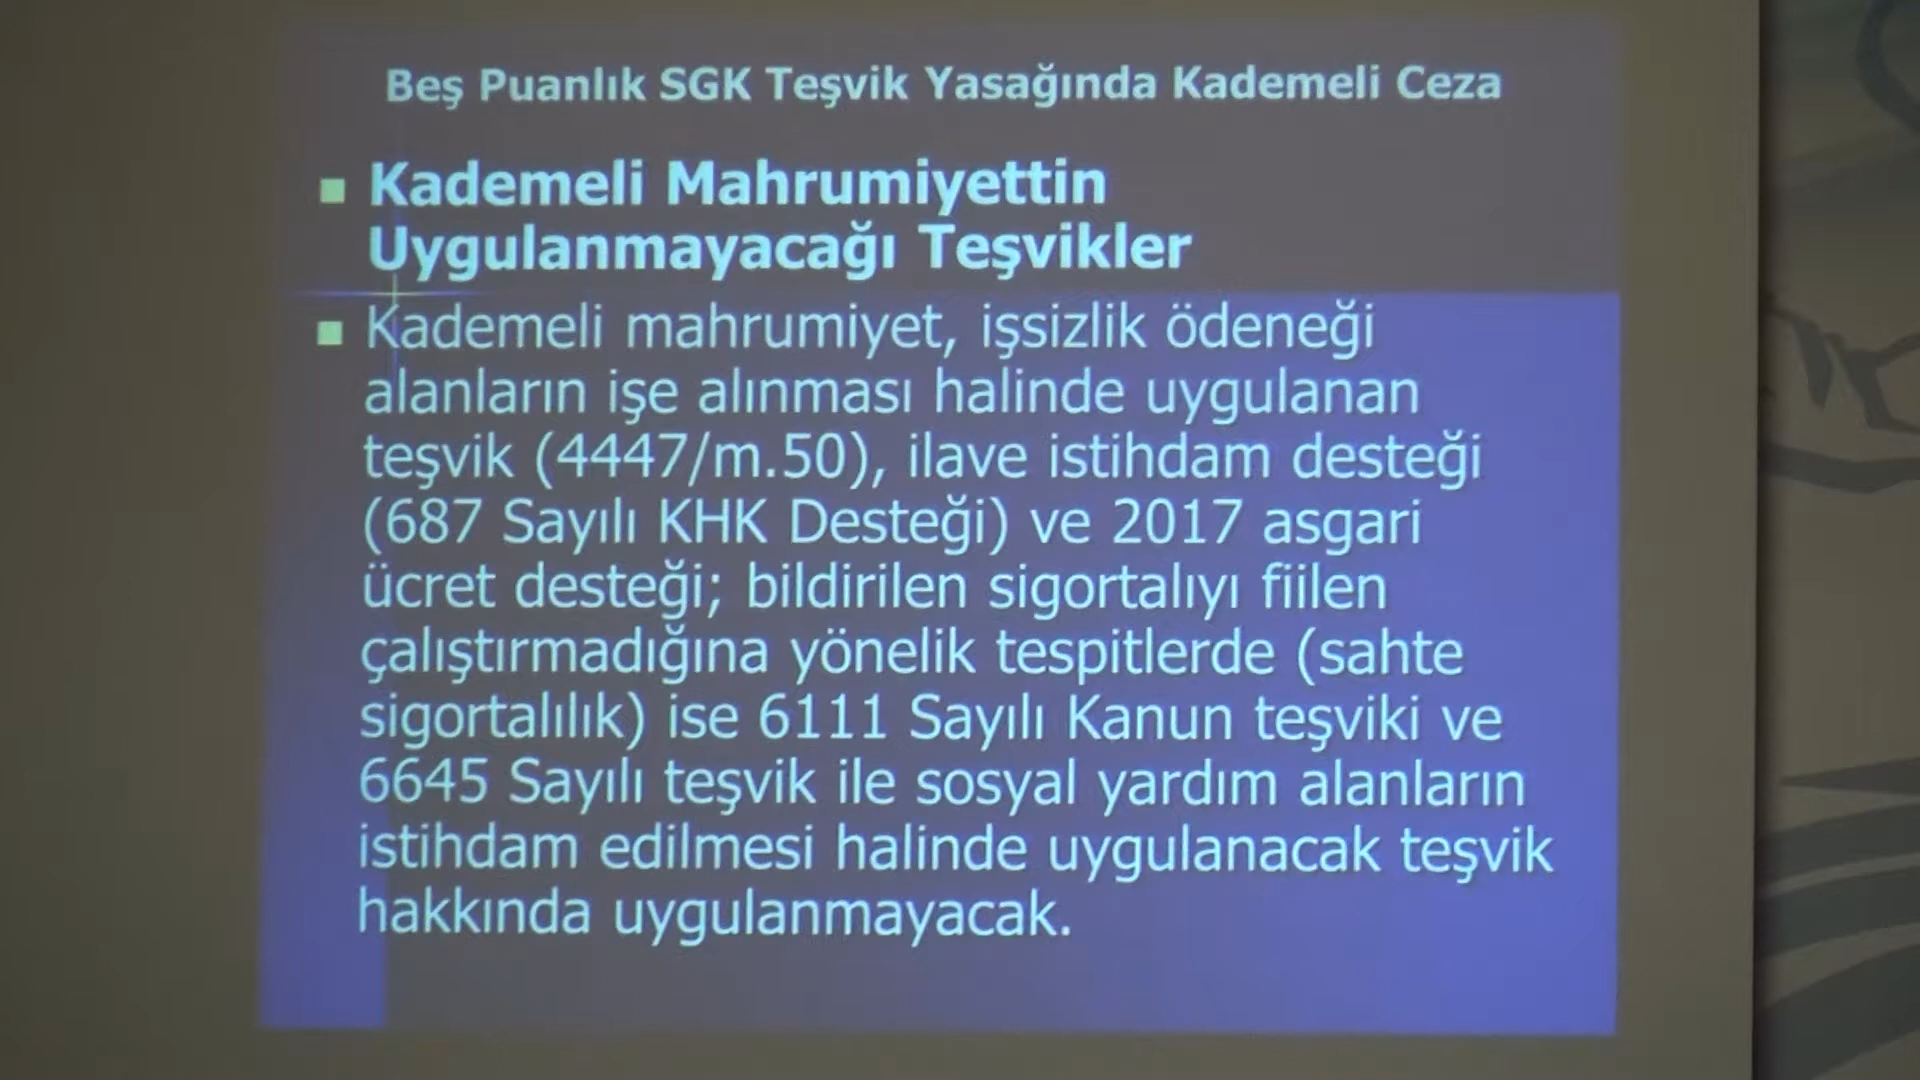 Beş Puanlık SGK Teşvik Yasağında Kademeli Ceza
Kademeli Mahrumiyettin
Uygulanmayacağı Teşvikler
Kademeli mahrumiyet, işsizlik ödeneği
alanların işe alınması halinde uygulanan
teşvik (4447/m.50), ilave istihdam desteği
(687 Sayılı KHK Desteği) ve 2017 asgari
ücret desteği; bildirilen sigortalıyı fiilen
çalıştırmadığına yönelik tespitlerde (sahte
sigortalılık) ise 6111 Sayılı Kanun teşviki ve
6645 Sayılı teşvik ile sosyal yardım alanların
istihdam edilmesi halinde uygulanacak teşvik
hakkında uygulanmayacak.